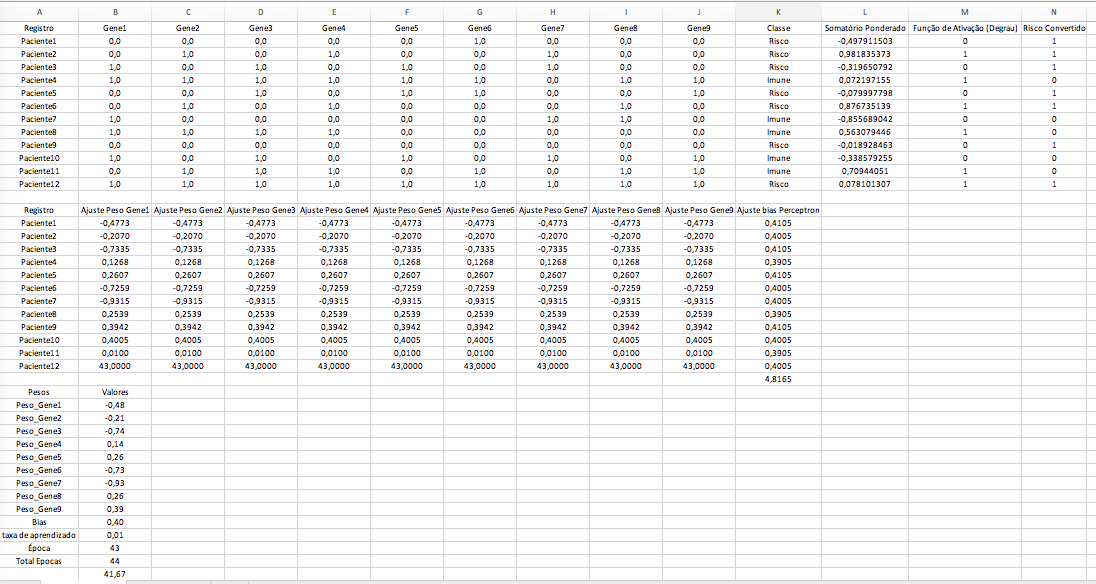 A B C D E F G H I J K L M N
Registro Gene1 Gene2 Gene3 Gene4 Gene5 Gene6 Gene7 Gene8 Gene9 Classe Somatório Ponderado Função de Ativação (Degrau) Risco Convertido
Paciente1 0,0 0,0 0,0 0,0 0,0 1,0 0,0 0,0 0,0 Risco -0,497911503 0 1
Paciente2 0,0 1,0 0,0 1,0 0,0 0,0 1,0 0,0 0,0 Risco 0,981835373 1 1
Paciente3 1,0 0,0 1,0 0,0 1,0 0,0 1,0 0,0 0,0 Risco -0,319650792 0 1
Paciente4 1,0 1,0 1,0 1,0 1,0 1,0 0,0 1,0 1,0 Imune 0,072197155 1 0
Paciente5 0,0 0,0 0,0 1,0 0,0 1,0 0,0 0,0 1,0 Risco -0,079997798 0 1
Paciente6 0,0 1,0 0,0 1,0 0,0 0,0 0,0 1,0 0,0 Risco 0,876735139 1 1
Paciente7 1,0 0,0 0,0 0,0 0,0 0,0 1,0 1,0 0,0 Imune -0,855689042 0 0
Paciente8 1,0 1,0 1,0 1,0 0,0 0,0 0,0 0,0 0,0 Imune 0,563079446 1 0
Paciente9 0,0 0,0 0,0 0,0 0,0 0,0 0,0 0,0 0,0 Risco -0,018928463 0 1
Paciente10 1,0 0,0 1,0 0,0 1,0 0,0 1,0 0,0 1,0 Imune -0,338579255 0 0
Paciente11 0,0 1,0 0,0 0,0 0,0 1,0 0,0 1,0 1,0 Imune 0,70944051 1 0
Paciente12 1,0 1,0 1,0 1,0 1,0 1,0 1,0 1,0 1,0 Risco 0,078101307 1 1
Registro Ajuste Peso Gene1 Ajuste Peso Gene2 Ajuste Peso Gene3 Ajuste Peso Gene4 Ajuste Peso Gene5 Ajuste Peso Gene6 Ajuste Peso Gene7 Ajuste Peso Gene8 Ajuste Peso Gene9 Ajuste bias Perceptron
Paciente1 -0,4773 -0,4773 -0,4773 -0,4773 -0,4773 -0,4773 -0,4773 -0,4773 -0,4773 0,4105
Paciente2 -0,2070 -0,2070 -0,2070 -0,2070 -0,2070 -0,2070 -0,2070 -0,2070 -0,2070 0,4005
Paciente3 -0,7335 -0,7335 -0,7335 -0,7335 -0,7335 -0,7335 -0,7335 -0,7335 -0,7335 0,4105
Paciente4 0,1268 0,1268 0,1268 0,1268 0,1268 0,1268 0,1268 0,1268 0,1268 0,3905
Paciente5 0,2607 0,2607 0,2607 0,2607 0,2607 0,2607 0,2607 0,2607 0,2607 0,4105
Paciente6 -0,7259 -0,7259 -0,7259 -0,7259 -0,7259 -0,7259 -0,7259 -0,7259 -0,7259 0,4005
Paciente7 -0,9315 -0,9315 -0,9315 -0,9315 -0,9315 -0,9315 -0,9315 -0,9315 -0,9315 0,4005
Paciente8 0,2539 0,2539 0,2539 0,2539 0,2539 0,2539 0,2539 0,2539 0,2539 0,3905
Paciente9 0,3942 0,3942 0,3942 0,3942 0,3942 0,3942 0,3942 0,3942 0,3942 0,4105
Paciente10 0,4005 0,4005 0,4005 0,4005 0,4005 0,4005 0,4005 0,4005 0,4005 0,4005
Paciente11 0,0100 0,0100 0,0100 0,0100 0,0100 0,0100 0,0100 0,0100 0,0100 0,3905
Paciente12 43,0000 43,0000 43,0000 43,0000 43,0000 43,0000 43,0000 43,0000 43,0000 0,4005
4,8165
Pesos Valores
Peso_Gene1 -0,48
Peso_Gene2 -0,21
Peso_Gene3 -0,74
Peso_Gene4 0,14
Peso_Gene5 0,26
Peso_Gene6 -0,73
Peso_Gene7 -0,93
Peso_Gene8 0,26
Peso_Gene9 0,39
Bias 0,40
taxa de aprendizado 0,01
Época 43
Total Epocas 44
41,67